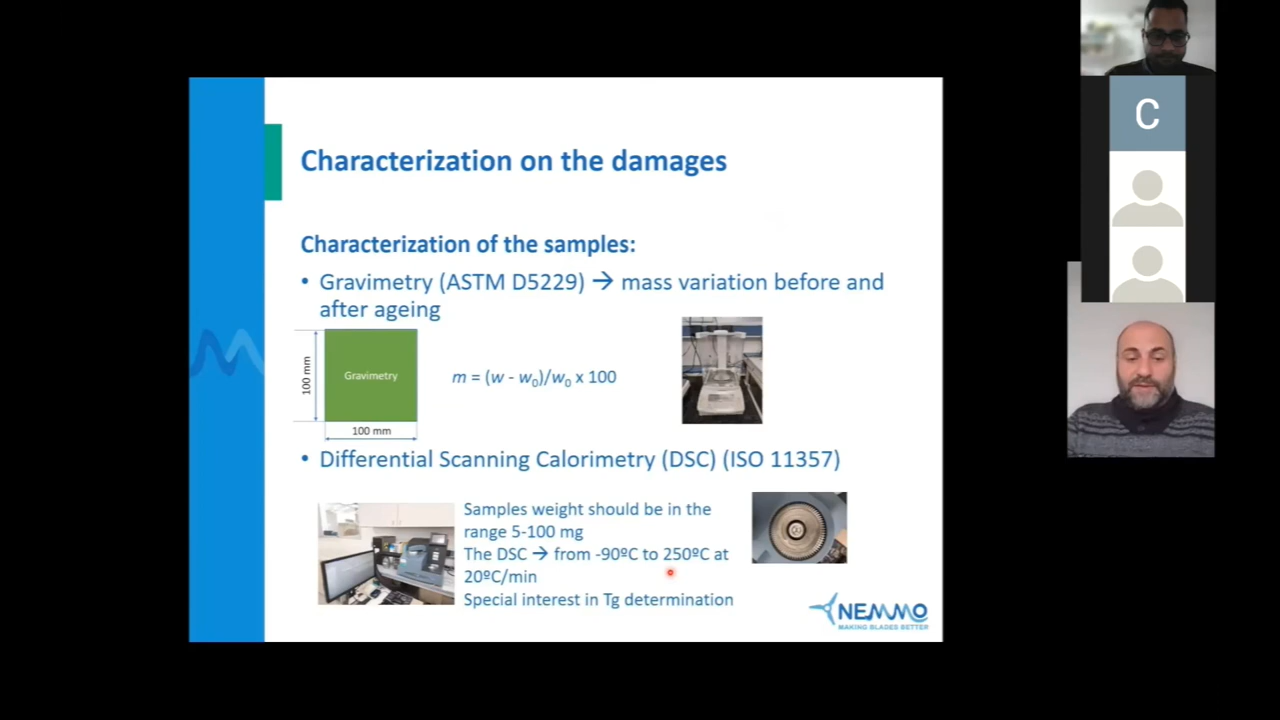 Characterization on the damages
Characterization of the samples:
• Gravimetry (ASTM D5229) → mass variation before and
after ageing
100 mm
Gravimetry
m = (w - w₀)/w₀ x 100
100 mm
• Differential Scanning Calorimetry (DSC) (ISO 11357)
Samples weight should be in the
range 5-100 mg
The DSC → from -90ºC to 250ºC at
20ºC/min
Special interest in Tg determination
NEMMO
MAKING BLADES BETTER
C